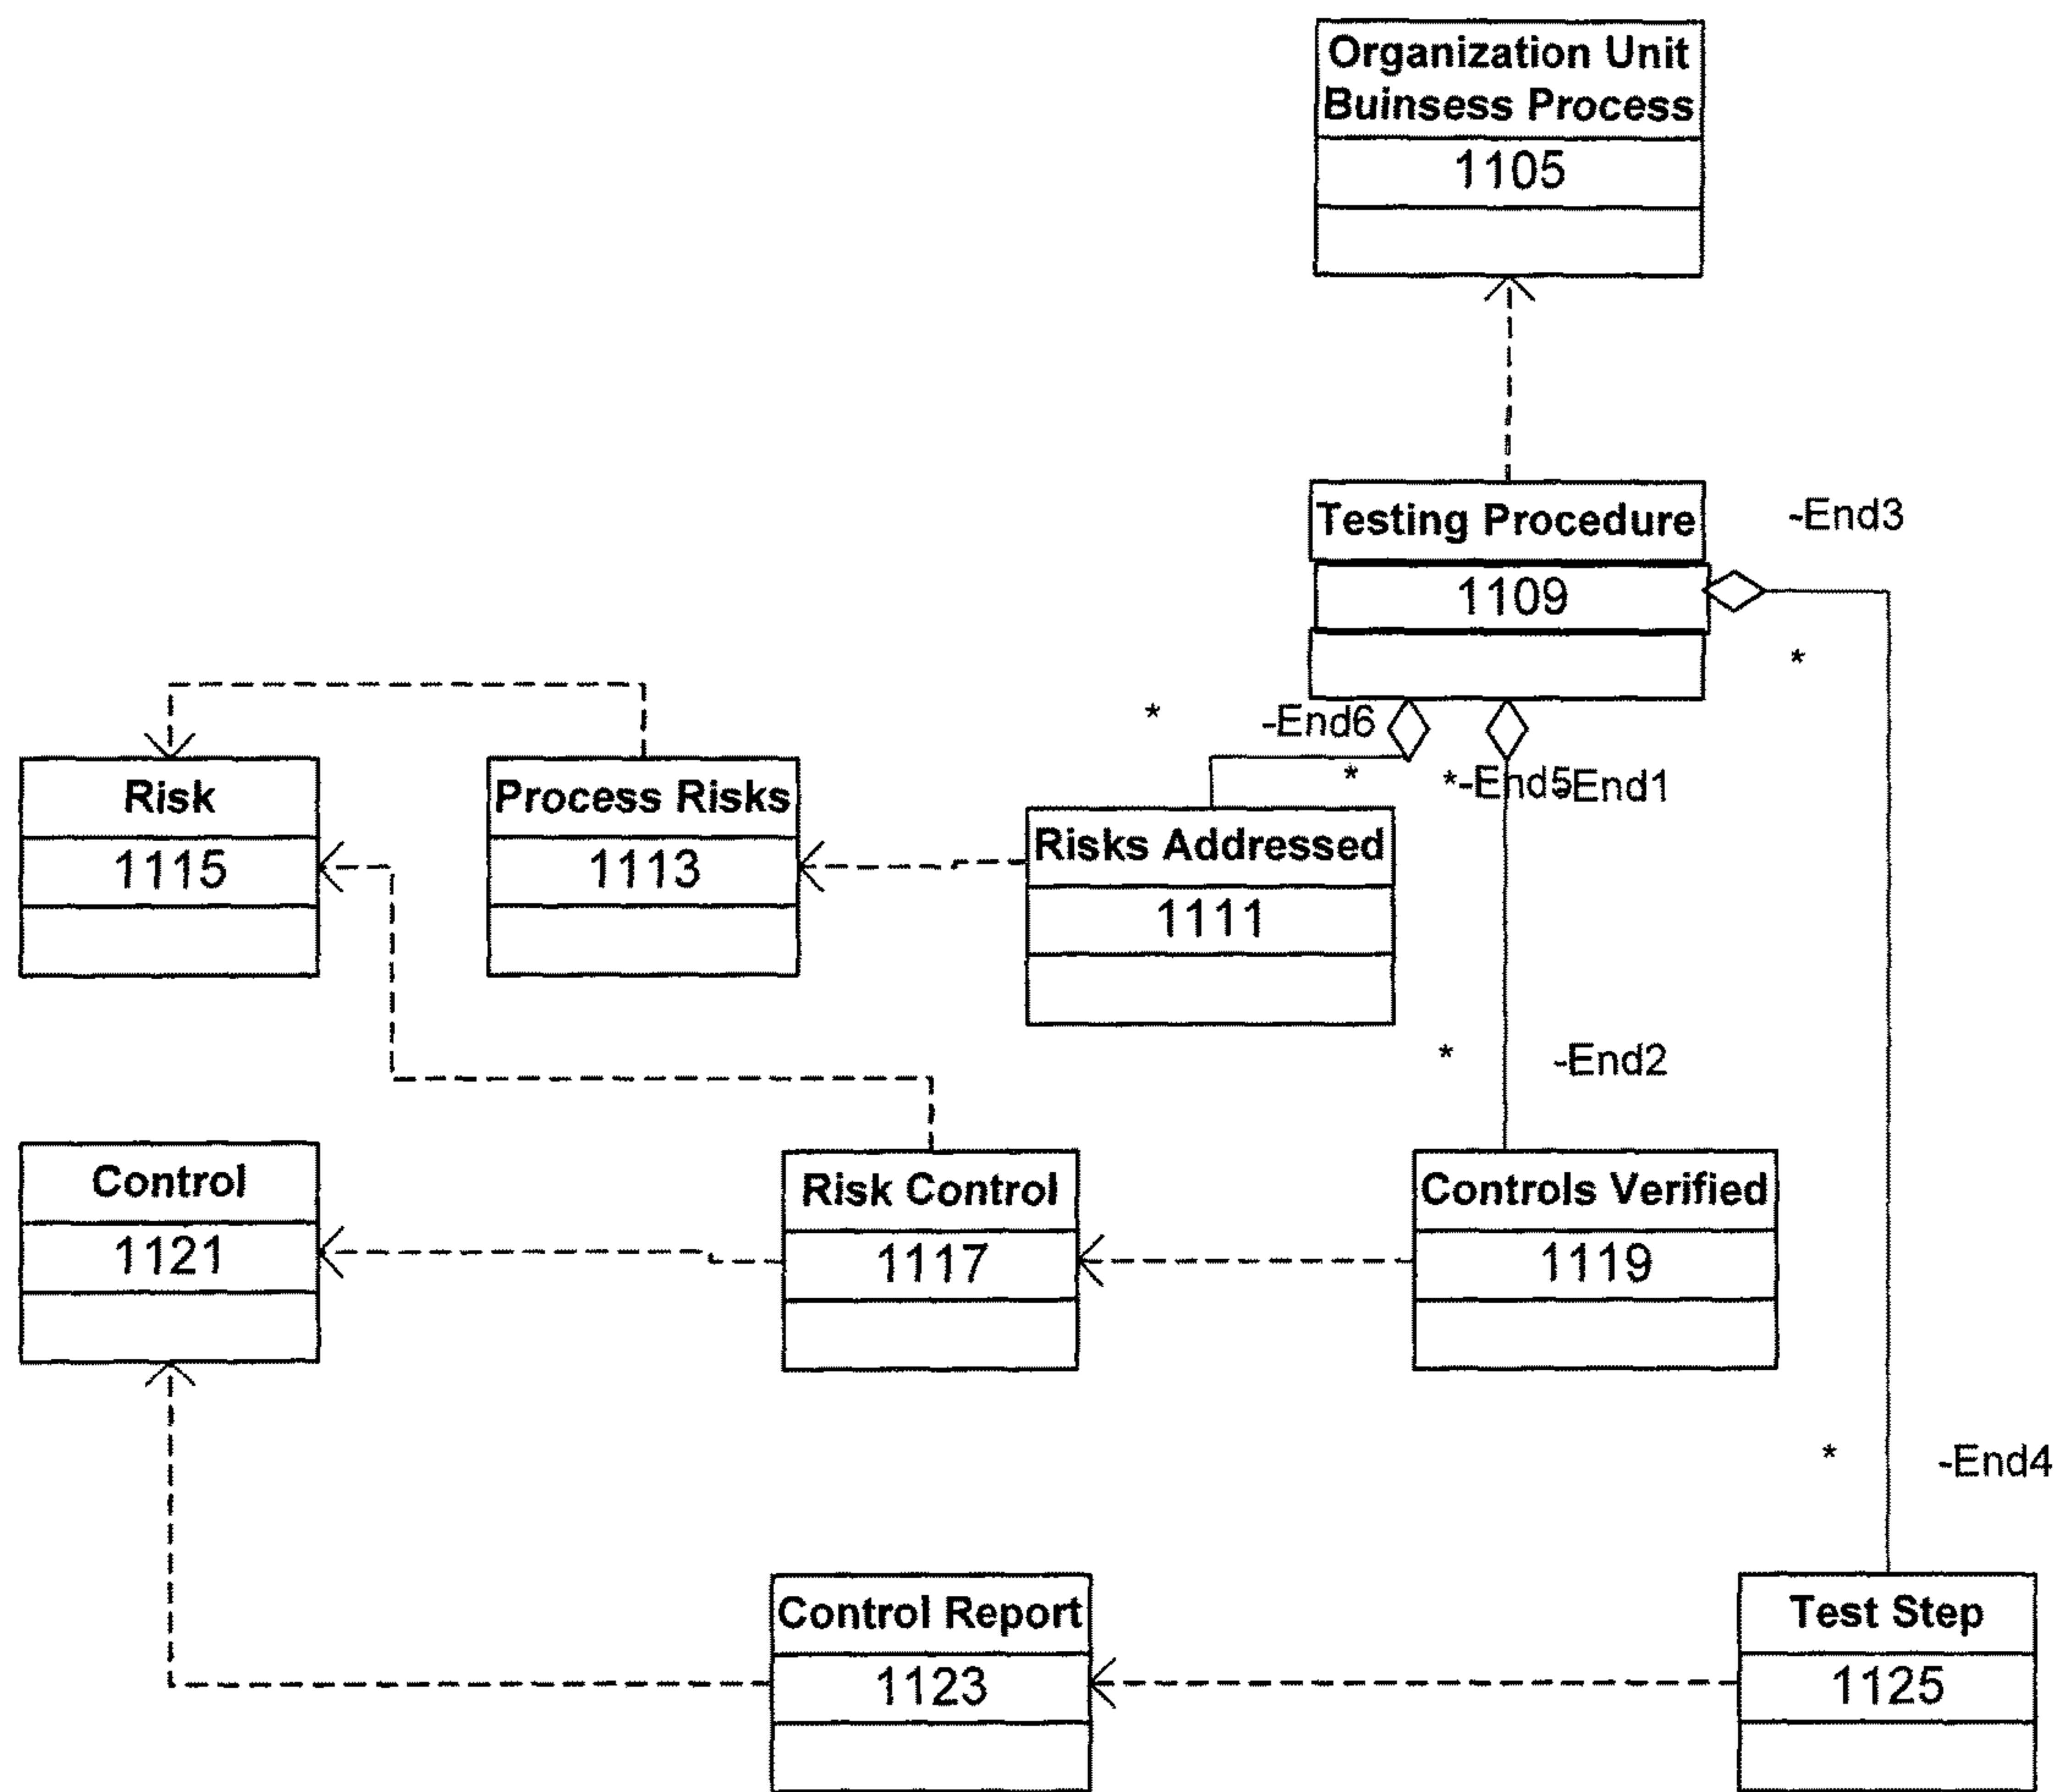 Organization Unit
Buinsess Process
1105
Testing Procedure
-End3
1109
*
*
-End6
*
*-End5
-End1
Risk
1115
Process Risks
1113
Risks Addressed
1111
*
-End2
Control
1121
Risk Control
1117
Controls Verified
1119
*
-End4
Control Report
1123
Test Step
1125